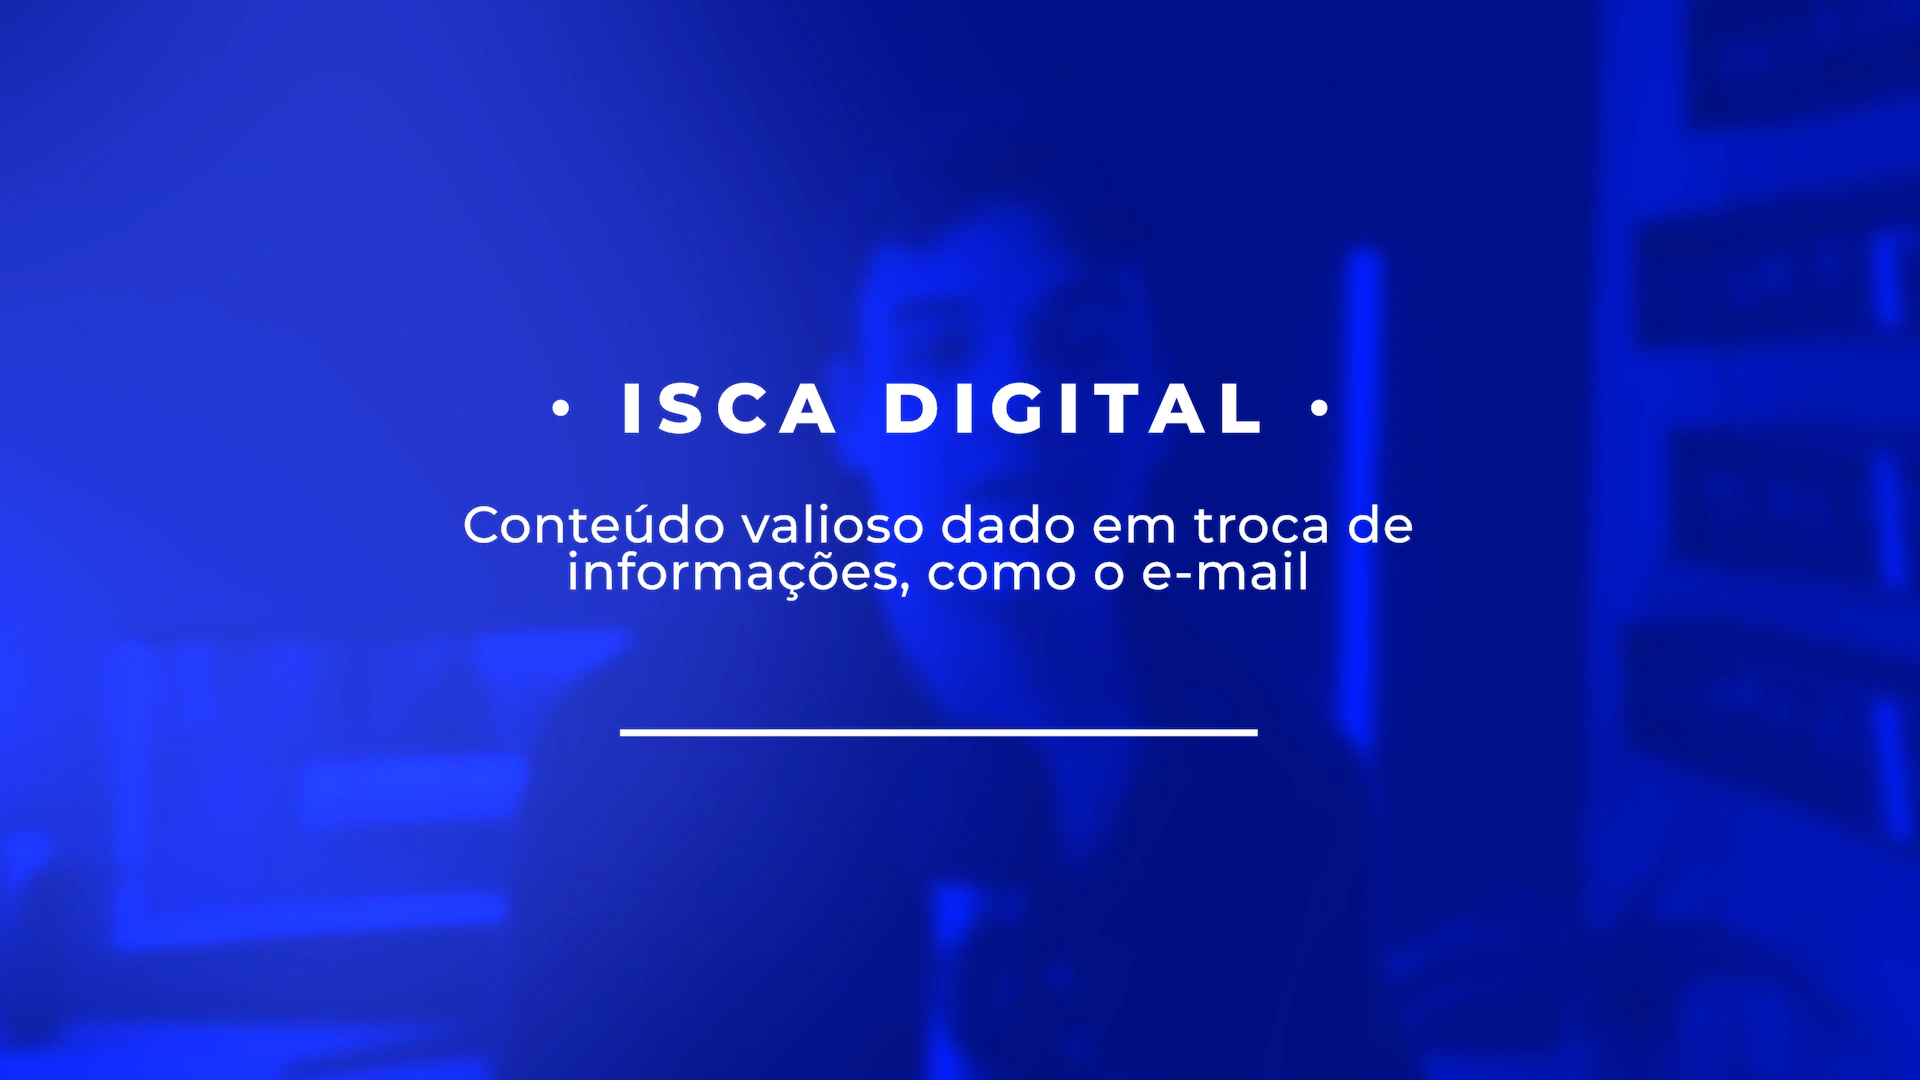 • ISCA DIGITAL •
Conteúdo valioso dado em troca de
informações, como o e-mail